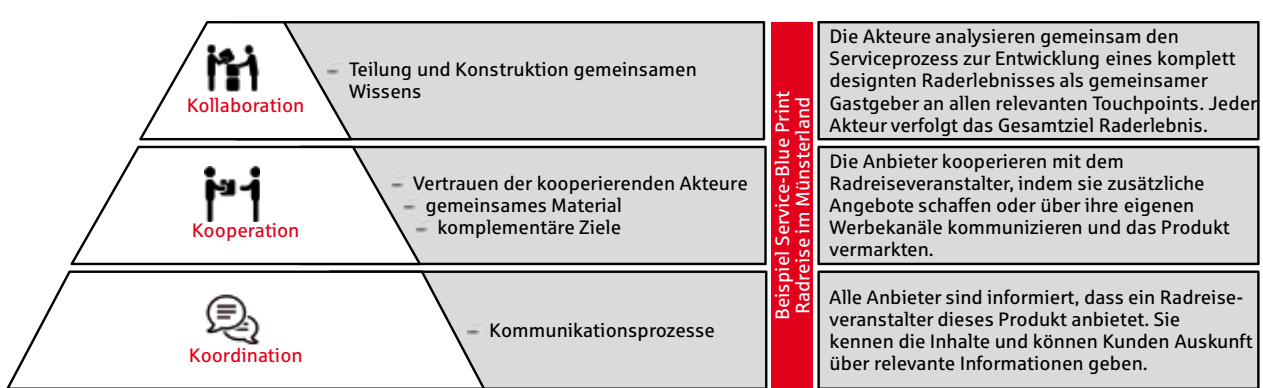 Kollaboration
– Teilung und Konstruktion gemeinsamen
Wissens
Kooperation
– Vertrauen der kooperierenden Akteure
– gemeinsames Material
– komplementäre Ziele
Koordination
– Kommunikationsprozesse
Beispiel Service-Blue Print
Radreise im Münsterland
Die Akteure analysieren gemeinsam den
Serviceprozess zur Entwicklung eines komplett
designten Raderlebnisses als gemeinsamer
Gastgeber an allen relevanten Touchpoints. Jeder
Akteur verfolgt das Gesamtziel Raderlebnis.
Die Anbieter kooperieren mit dem
Radreiseveranstalter, indem sie zusätzliche
Angebote schaffen oder über ihre eigenen
Werbekanäle kommunizieren und das Produkt
vermarkten.
Alle Anbieter sind informiert, dass ein Radreise-
veranstalter dieses Produkt anbietet. Sie
kennen die Inhalte und können Kunden Auskunft
über relevante Informationen geben.